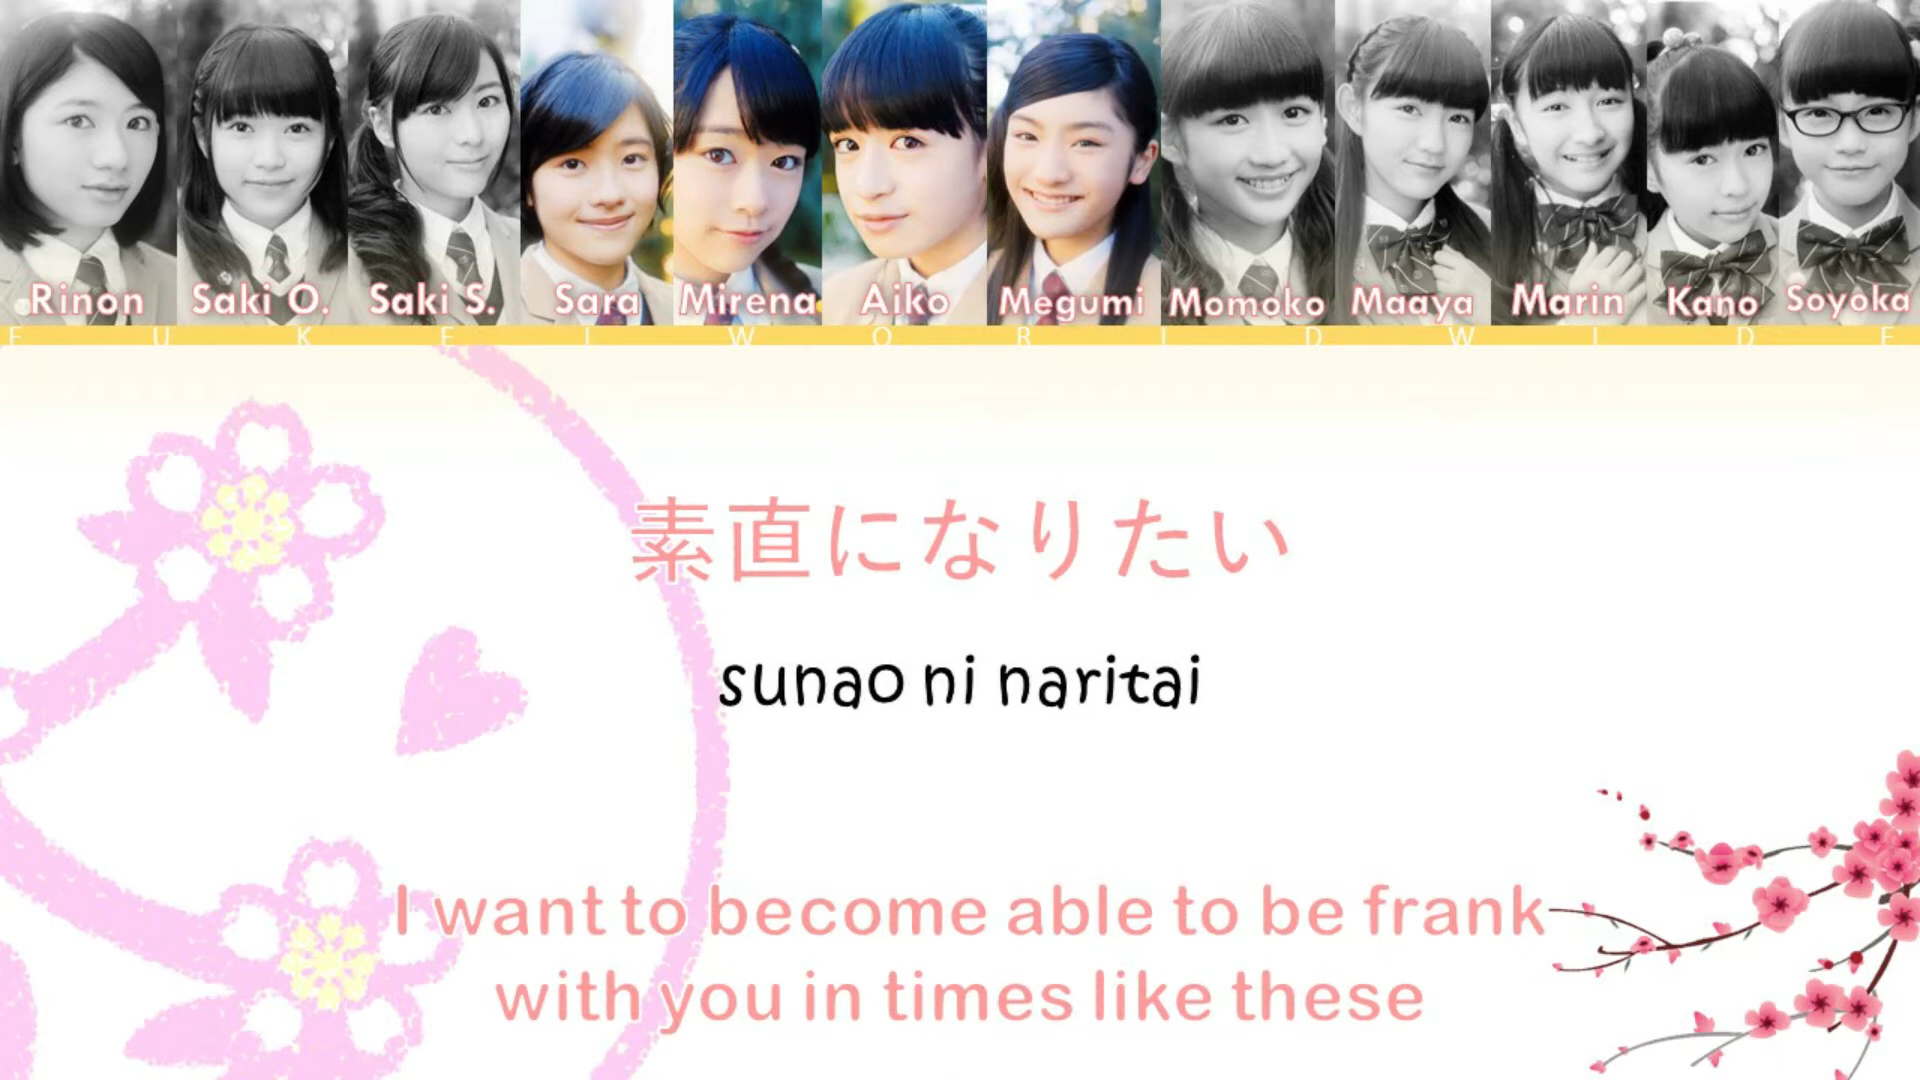 Rinon Saki O. Saki S. Sara Mirena Aiko Megumi Momoko Maaya Marin Kano Soyoka
F U K E I W O R L D W I D E
素直になりたい
sunao ni naritai
I want to become able to be frank
with you in times like these